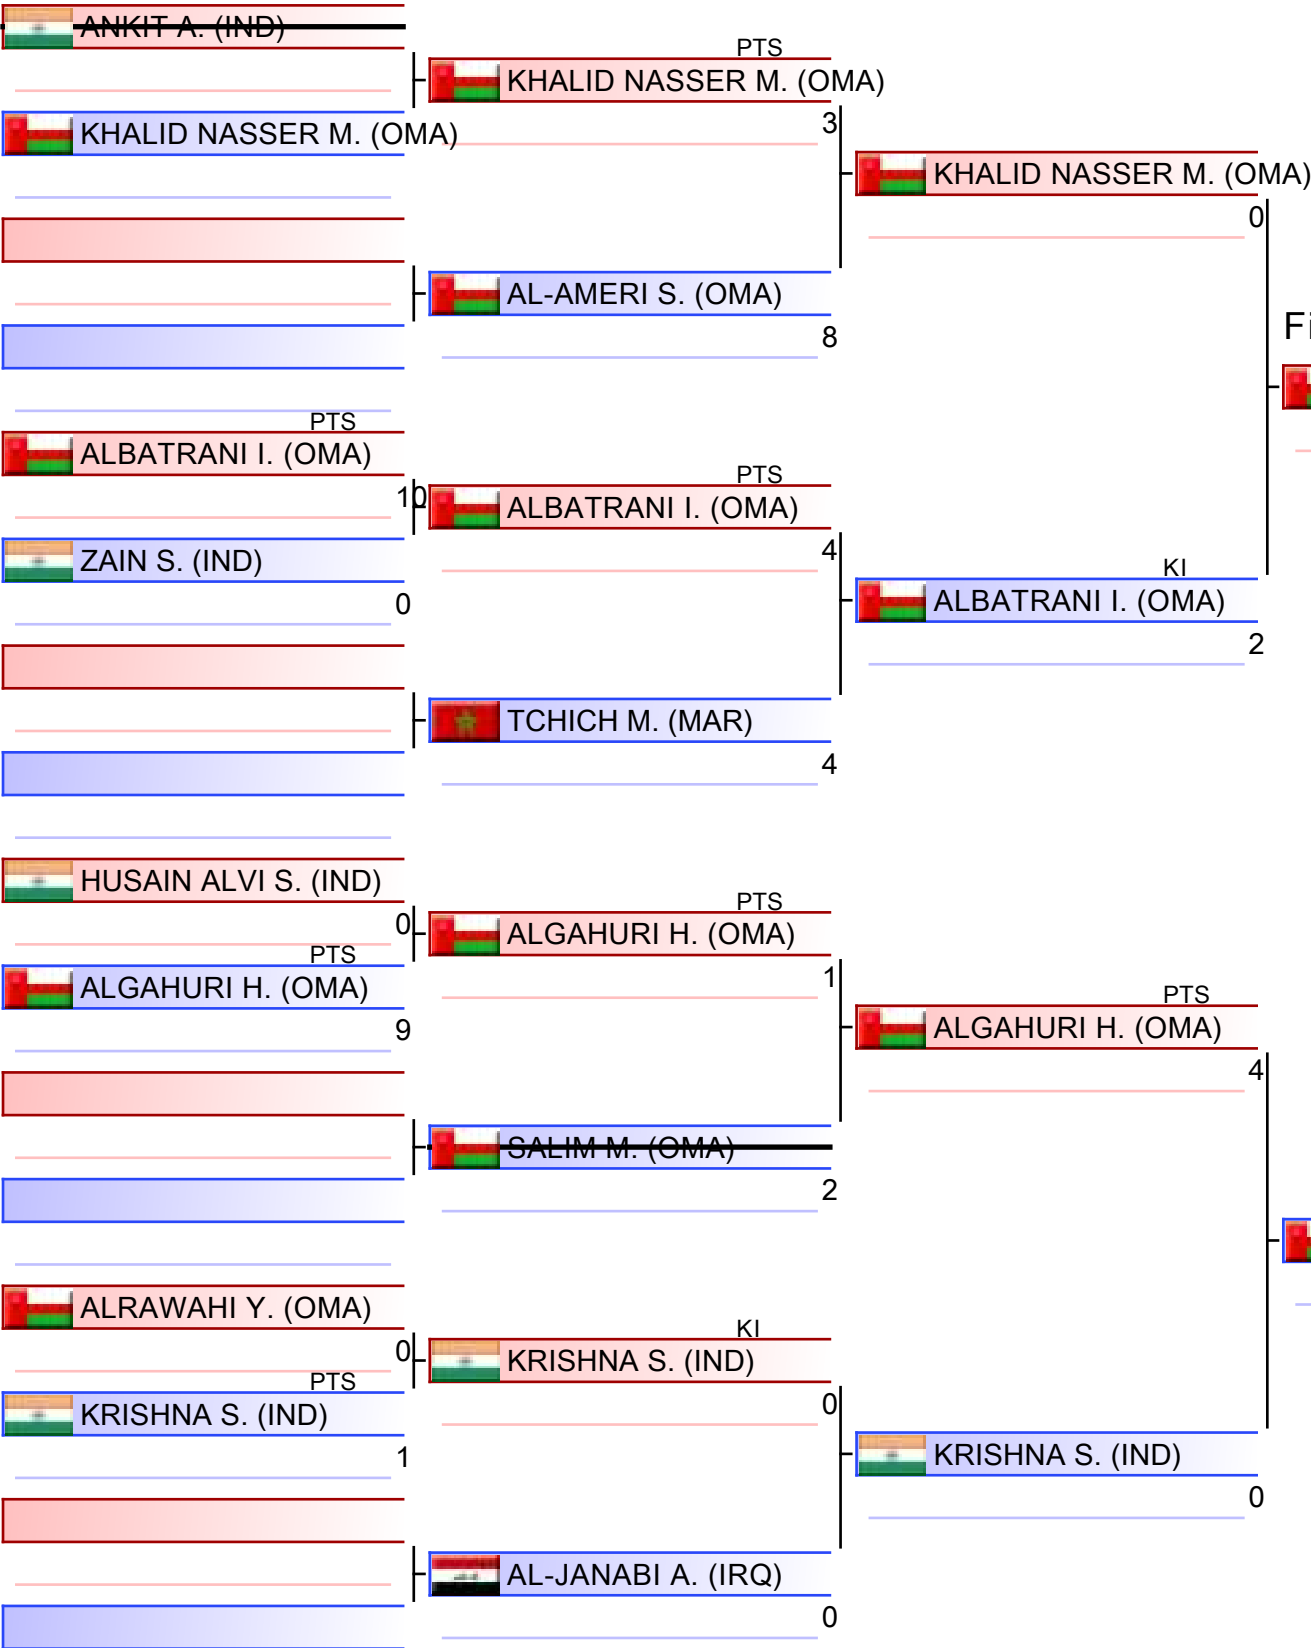 ANKIT A. (IND)
PTS
KHALID NASSER M. (OMA)
KHALID NASSER M. (OMA)
3
KHALID NASSER M. (OMA)
0
AL-AMERI S. (OMA)
8
Fi
PTS
ALBATRANI I. (OMA)
10
PTS
ALBATRANI I. (OMA)
4
ZAIN S. (IND)
0
KI
ALBATRANI I. (OMA)
2
TCHICH M. (MAR)
4
HUSAIN ALVI S. (IND)
0
PTS
ALGAHURI H. (OMA)
1
PTS
ALGAHURI H. (OMA)
9
PTS
ALGAHURI H. (OMA)
4
SALIM M. (OMA)
2
ALRAWAHI Y. (OMA)
0
KI
KRISHNA S. (IND)
0
PTS
KRISHNA S. (IND)
1
KRISHNA S. (IND)
0
AL-JANABI A. (IRQ)
0